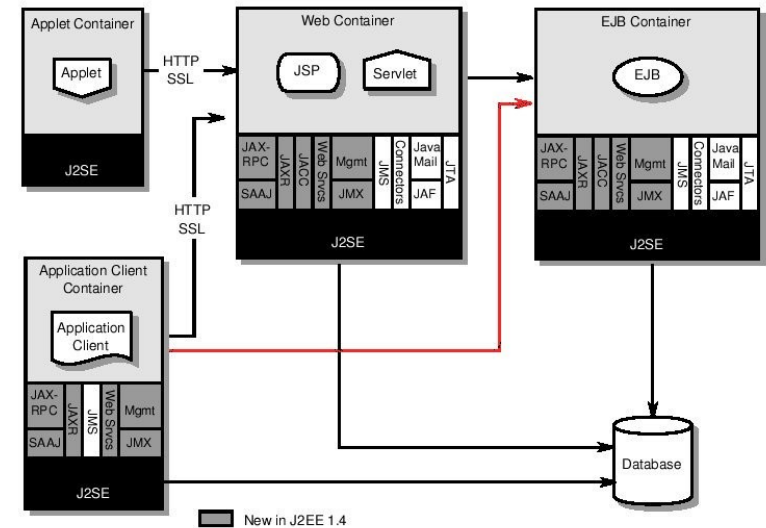 Applet Container
Applet
J2SE
HTTP
SSL
Web Container
JSP
Servlet
JAX-
RPC
SAAJ
JAXR
JACC
Web Srvcs
Mgmt
JMX
JMS
Connectors
Java
Mail
JAF
JTA
J2SE
EJB Container
EJB
JAX-
RPC
SAAJ
JAXR
JACC
Web Srvcs
Mgmt
JMX
JMS
Connectors
Java
Mail
JAF
JTA
J2SE
HTTP
SSL
Application Client
Container
Application
Client
JAX-
RPC
SAAJ
JAXR
JMS
Web Srvcs
Mgmt
JMX
J2SE
Database
New in J2EE 1.4